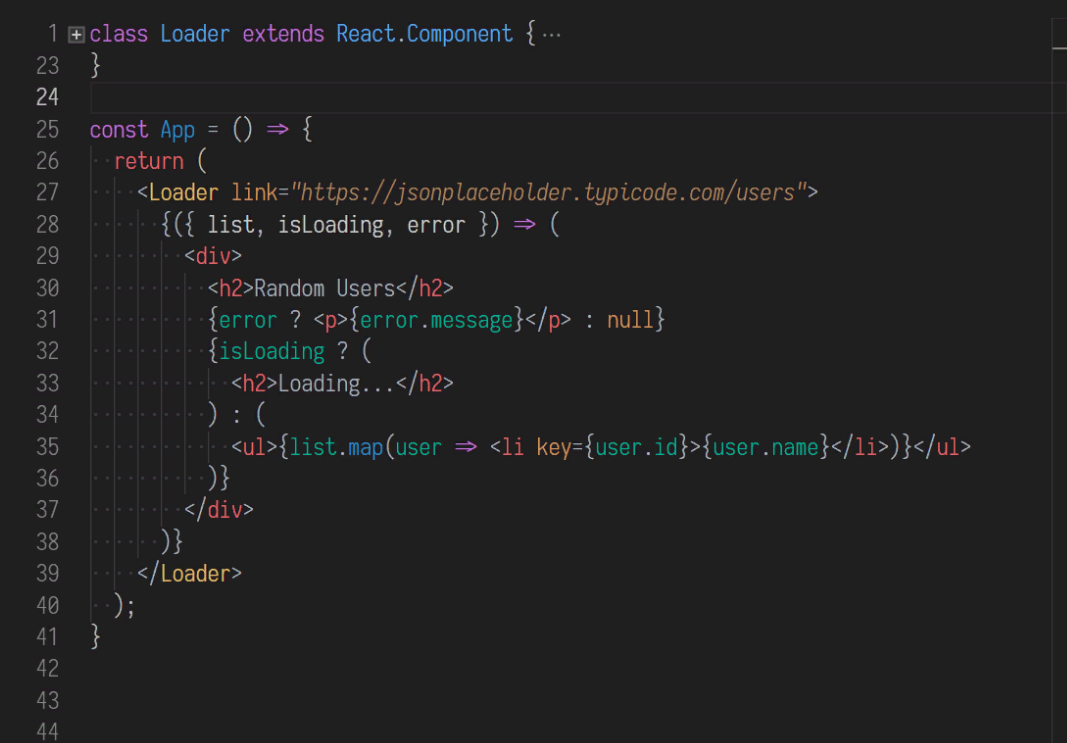 1 class Loader extends React.Component { ···
23 }
24
25 const App = () => {
26   return (
27     <Loader link="https://jsonplaceholder.typicode.com/users">
28       {({ list, isLoading, error }) => (
29         <div>
30           <h2>Random Users</h2>
31           {error ? <p>{error.message}</p> : null}
32           {isLoading ? (
33             <h2>Loading...</h2>
34           ) : (
35             <ul>{list.map(user => <li key={user.id}>{user.name}</li>)}</ul>
36           )}
37         </div>
38       )}
39     </Loader>
40   );
41 }
42
43
44